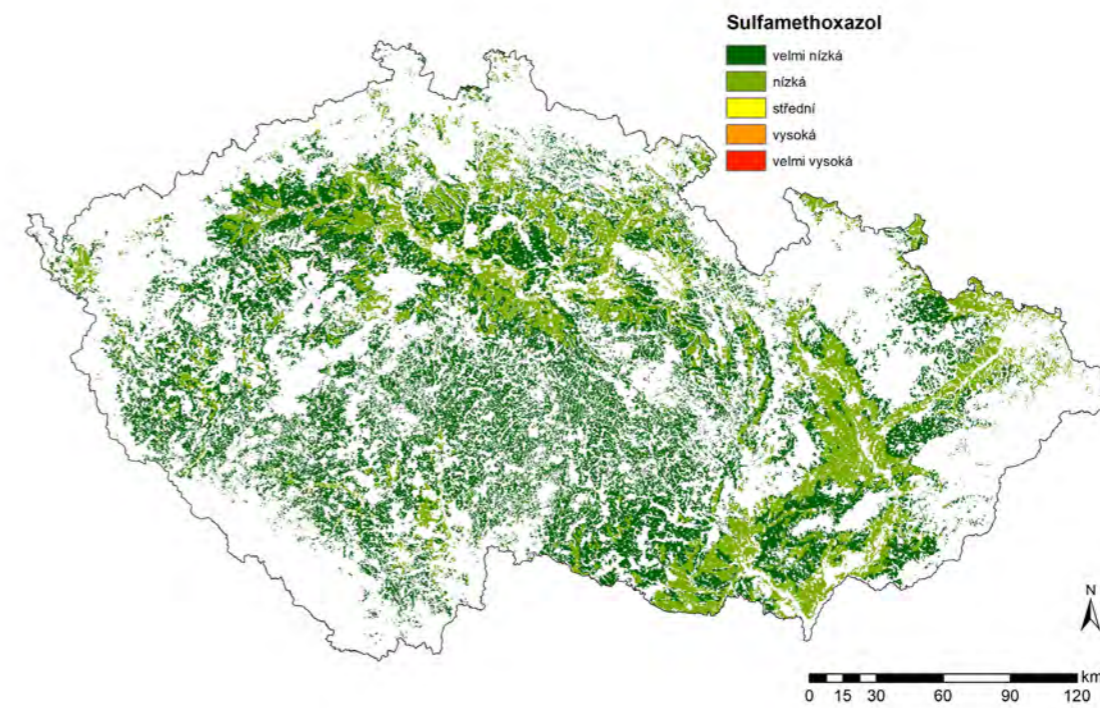 Sulfamethoxazol
velmi nízká
nízká
střední
vysoká
velmi vysoká
N
km
0 15 30 60 90 120